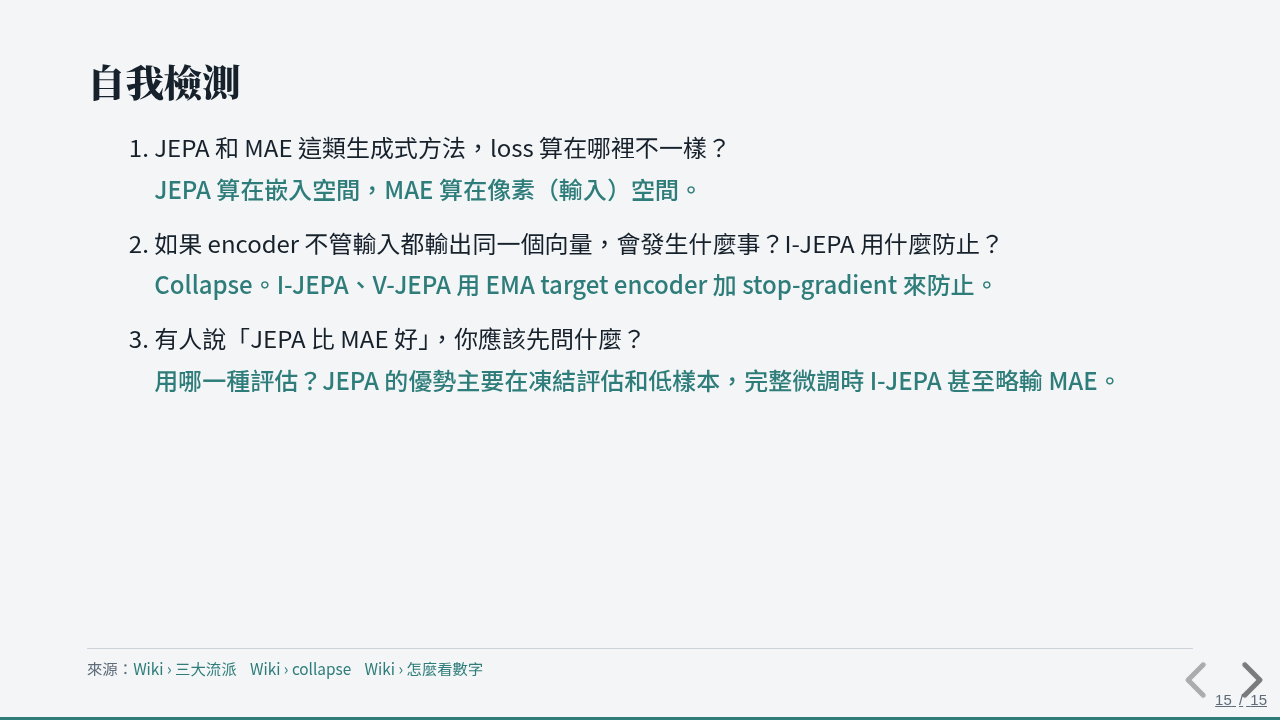 自我檢測
1. JEPA 和 MAE 這類生成式方法，loss 算在哪裡不一樣？
JEPA 算在嵌入空間，MAE 算在像素（輸入）空間。
2. 如果 encoder 不管輸入都輸出同一個向量，會發生什麼事？I-JEPA 用什麼防止？
Collapse。I-JEPA、V-JEPA 用 EMA target encoder 加 stop-gradient 來防止。
3. 有人說「JEPA 比 MAE 好」，你應該先問什麼？
用哪一種評估？JEPA 的優勢主要在凍結評估和低樣本，完整微調時 I-JEPA 甚至略輸 MAE。
來源：Wiki › 三大流派 Wiki › collapse Wiki › 怎麼看數字
15 / 15